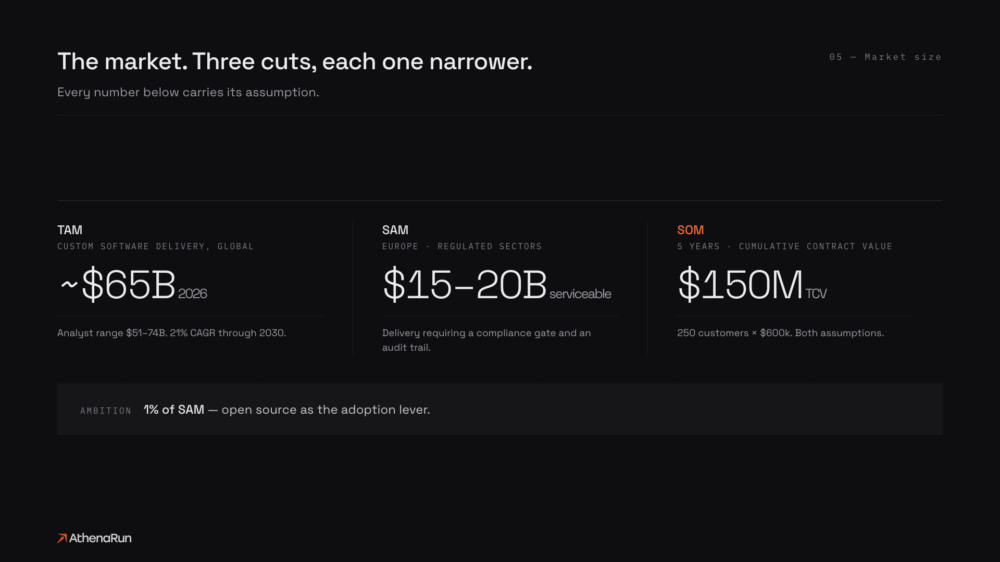 The market. Three cuts, each one narrower.
05 — Market size
Every number below carries its assumption.
TAM
CUSTOM SOFTWARE DELIVERY, GLOBAL
~$65B 2026
Analyst range $51–74B. 21% CAGR through 2030.
SAM
EUROPE · REGULATED SECTORS
$15–20B serviceable
Delivery requiring a compliance gate and an
audit trail.
SOM
5 YEARS · CUMULATIVE CONTRACT VALUE
$150M TCV
250 customers × $600k. Both assumptions.
AMBITION 1% of SAM — open source as the adoption lever.
AthenaRun